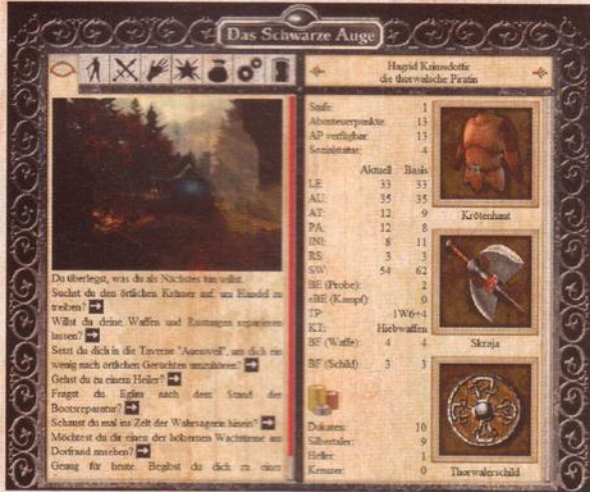 Das Schwarze Auge
Hagrid Krimsdottir
die thorwalsche Piratin
Du überlegst, was du als Nächstes tun willst.
Suchst du den örtlichen Krämer auf, um Handel zu
treiben?
Willst du deine Waffen und Rüstungen reparieren
lassen?
Setzt du dich in die Taverne "Auenwell", um dich ein
wenig nach örtlichen Gerüchten umzuhören?
Gehst du zu einem Heiler?
Fragst du Eglin nach dem Stand der
Bootsreparatur?
Schaust du mal ins Zelt der Wahrsagerin hinein?
Möchtest du dir einen der hölzernen Wachtürme am
Dorfrand ansehen?
Genug für heute. Begibst du dich zu einer
Stufe: 1
Abenteuerpunkte: 13
AP verfügbar: 13
Sozialstatus: 4
Aktuell Basis
LE: 33 33
AU: 35 35
AT: 12 9
PA: 12 8
INI: 8 11
RS: 3 3
SW: 54 62
BE (Probe): 2
eBE (Kampf): 0
TP: 1W6+4
KT: Hiebwaffen
BF (Waffe): 4 4
BF (Schild): 3 3
Dukaten: 10
Silbertaler: 9
Heller: 1
Kreuzer: 0
Krötenhaut
Skraja
Thorwalerschild